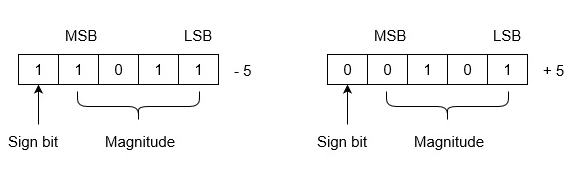 MSB LSB MSB LSB
1 1 0 1 1 - 5 0 0 1 0 1 + 5
Sign bit Magnitude Sign bit Magnitude